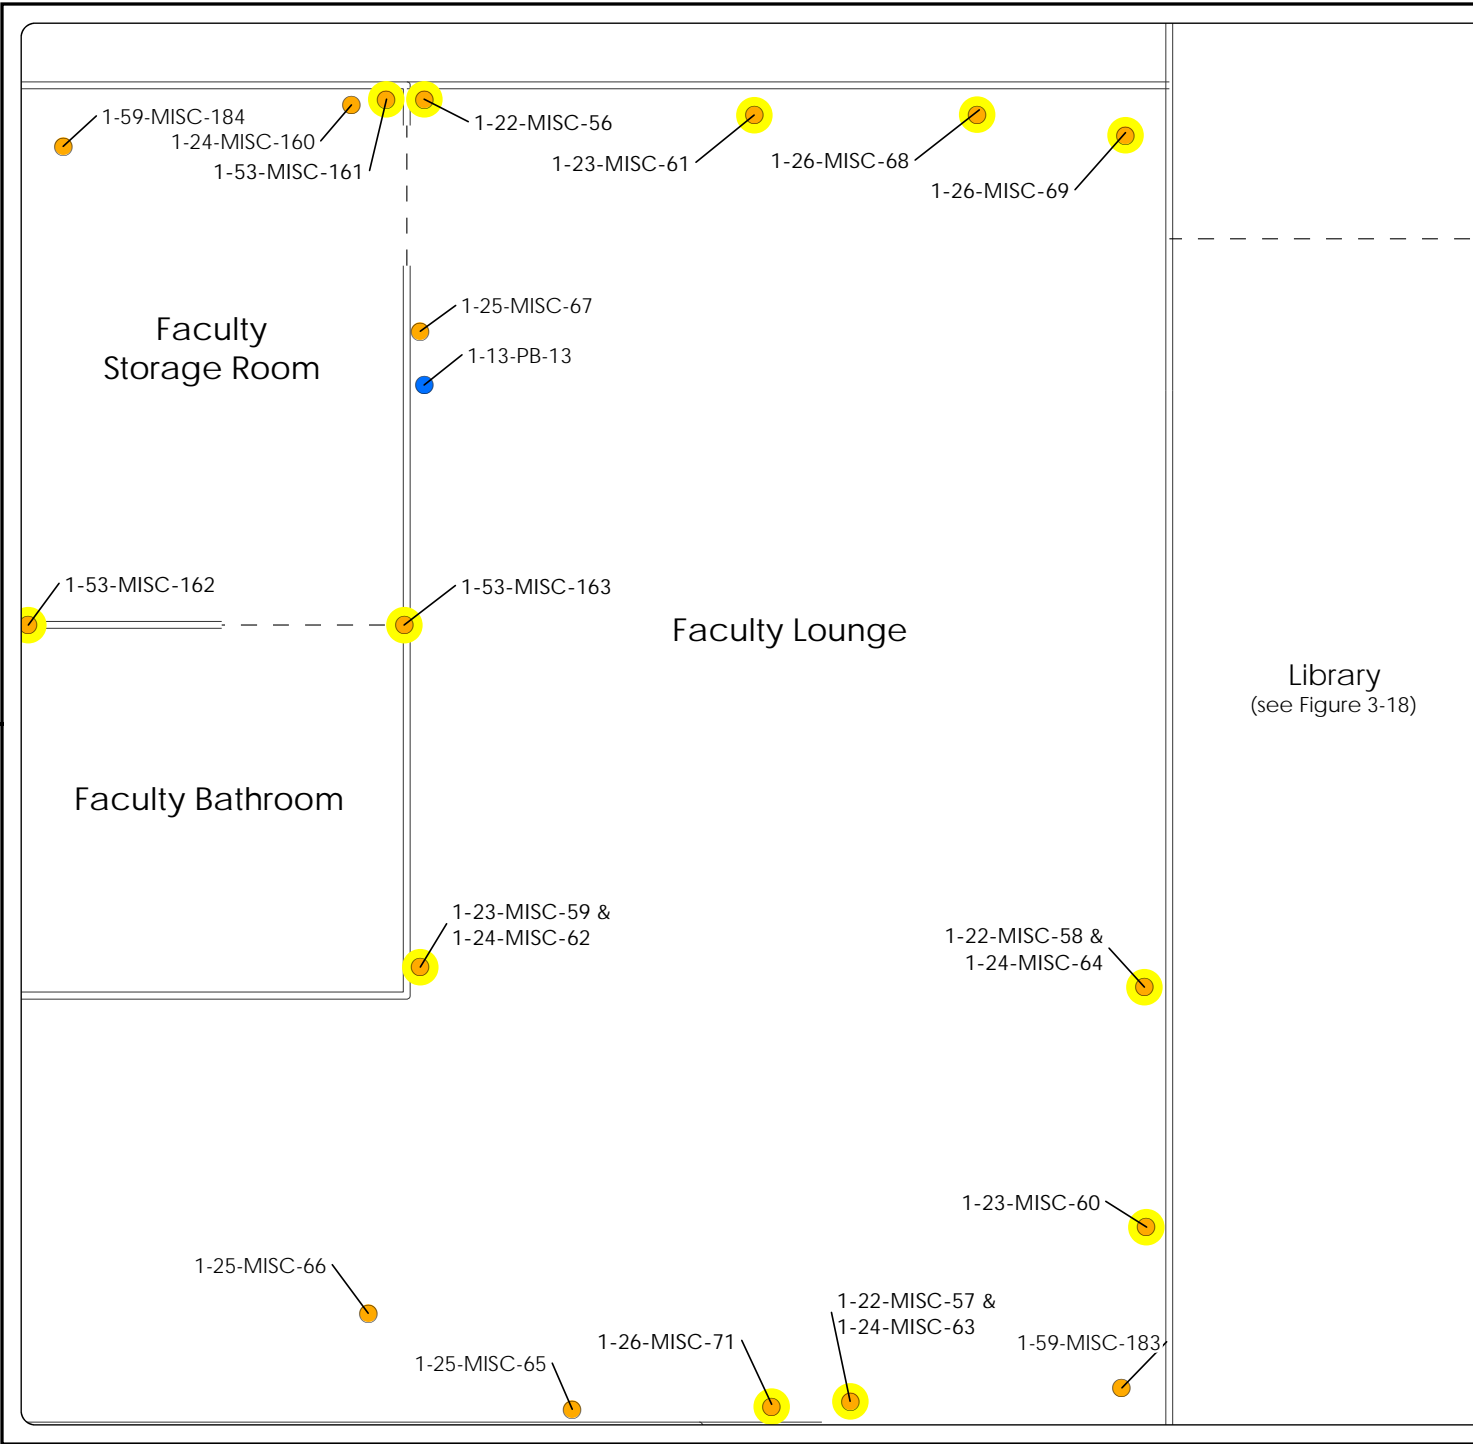 1-59-MISC-184
1-24-MISC-160
1-53-MISC-161
1-22-MISC-56
1-23-MISC-61
1-26-MISC-68
1-26-MISC-69
1-25-MISC-67
1-13-PB-13
Faculty
Storage Room
1-53-MISC-162
1-53-MISC-163
Faculty Lounge
Library
(see Figure 3-18)
Faculty Bathroom
1-23-MISC-59 &
1-24-MISC-62
1-22-MISC-58 &
1-24-MISC-64
1-23-MISC-60
1-25-MISC-66
1-22-MISC-57 &
1-24-MISC-63
1-26-MISC-71
1-59-MISC-183
1-25-MISC-65